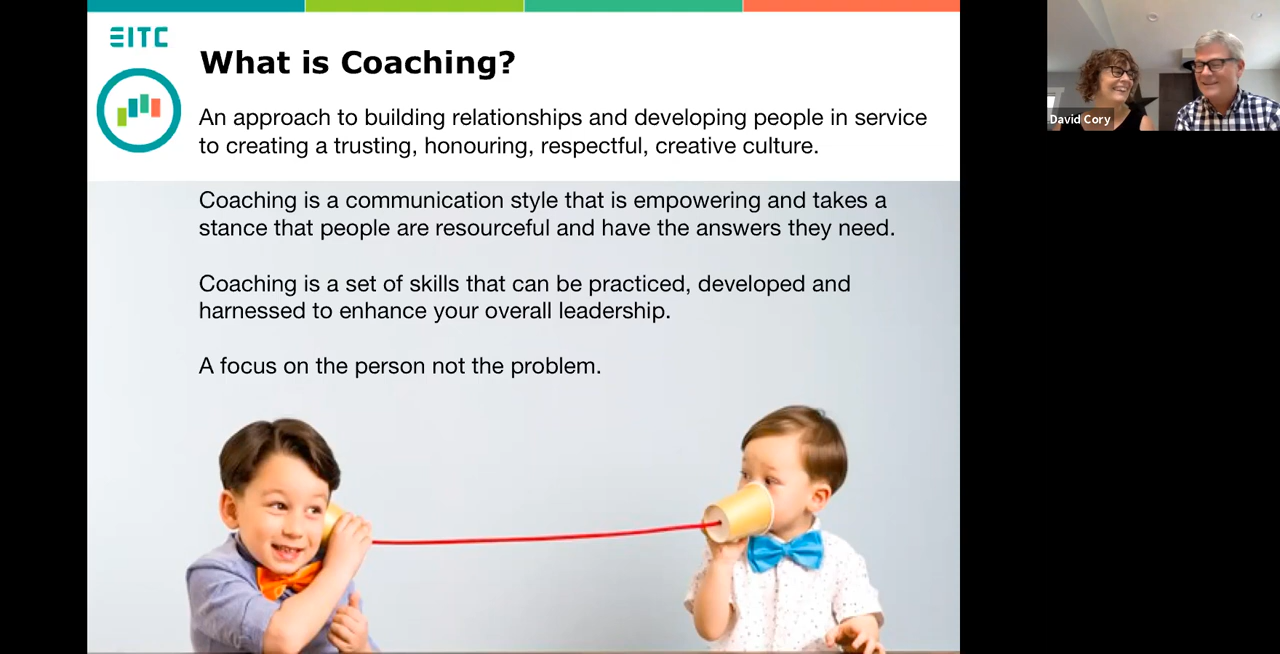 EITC
What is Coaching?
An approach to building relationships and developing people in service
to creating a trusting, honouring, respectful, creative culture.
Coaching is a communication style that is empowering and takes a
stance that people are resourceful and have the answers they need.
Coaching is a set of skills that can be practiced, developed and
harnessed to enhance your overall leadership.
A focus on the person not the problem.
David Cory